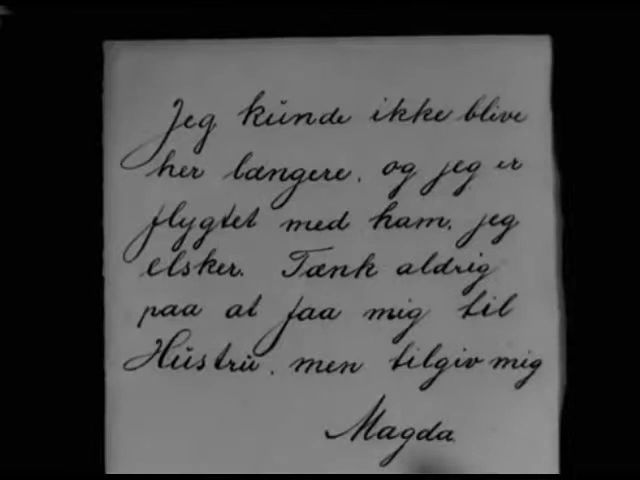 Jeg kunde ikke blive
her længere, og jeg er
flygtet med ham, jeg
elsker. Tænk aldrig
paa at faa mig til
Hustru, men tilgiv mig
Magda